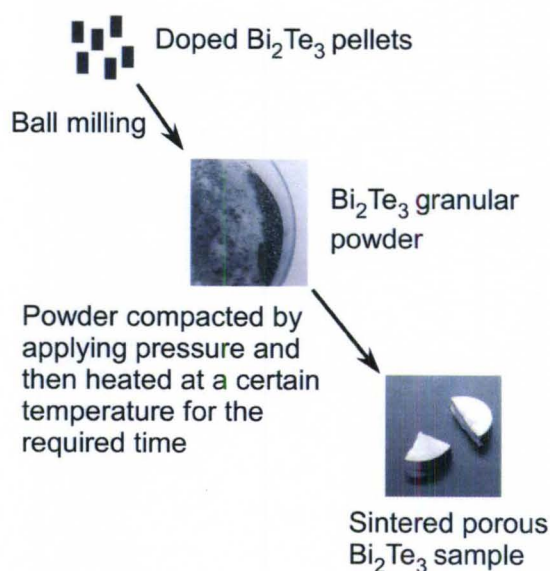 Doped Bi₂Te₃ pellets
Ball milling
Bi₂Te₃ granular
powder
Powder compacted by
applying pressure and
then heated at a certain
temperature for the
required time
Sintered porous
Bi₂Te₃ sample